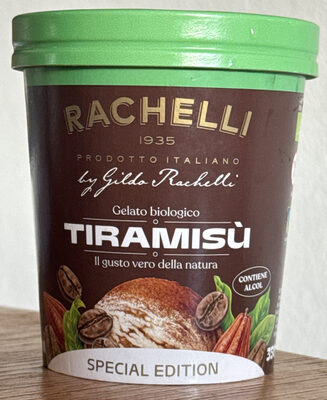 RACHELLI
1935
PRODOTTO ITALIANO
by Gildo Rachelli
Gelato biologico
TIRAMISÙ
Il gusto vero della natura
CONTIENE
ALCOL
SPECIAL EDITION